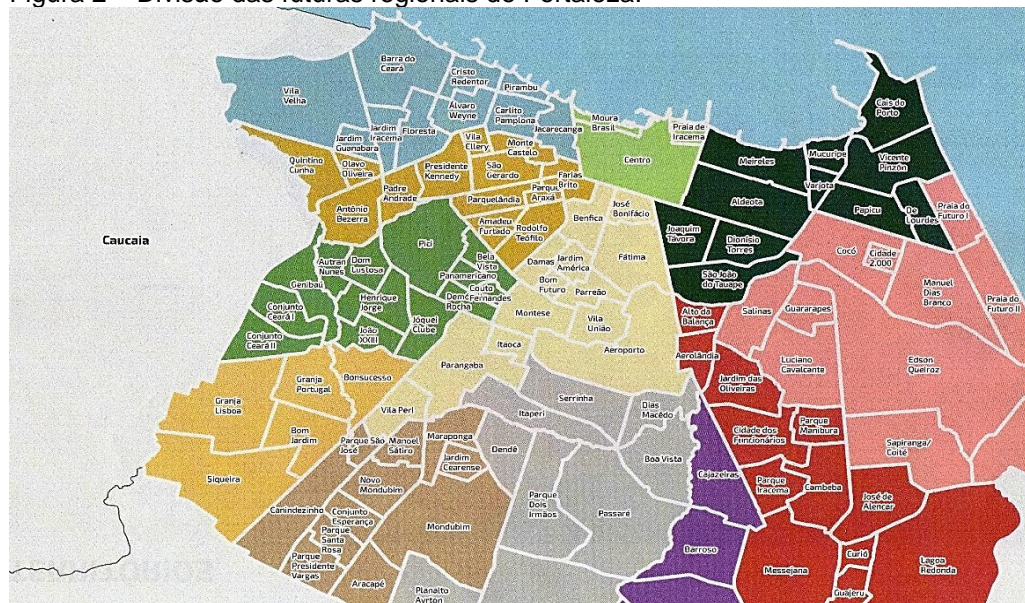 Figura 2 – Divisão das futuras regionais de Fortaleza.
Barra do
Ceará
Vila
Velha
Cristo
Redentor
Pirambu
Álvaro
Weyne
Carlito
Pamplona
Jardim
Iracema
Floresta
Jacarecanga
Jardim
Guanabara
Moura
Brasil
Praia de
Iracema
Cais do
Porto
Centro
Meireles
Mucuripe
Vicente
Pinzón
Varjota
Quintino
Cunha
Olavo
Oliveira
Vila
Ellery
Monte
Castelo
Presidente
Kennedy
São
Gerardo
Farias
Brito
Padre
Andrade
Parque
Araxá
Parquelândia
Antônio
Bezerra
Amadeu
Furtado
Rodolfo
Teófilo
Benfica
José
Bonifácio
Aldeota
Papicu
De
Lourdes
Praia do
Futuro I
Joaquim
Távora
Dionísio
Torres
São João
do Tauape
Cocó
Cidade
2.000
Manuel
Dias
Branco
Praia do
Futuro II
Caucaia
Pici
Bela
Vista
Panamericano
Couto
Fernandes
Autran
Nunes
Dom
Lustosa
Genibaú
Henrique
Jorge
Conjunto
Ceará I
Conjunto
Ceará II
João
XXIII
Jóquei
Clube
Damas
Jardim
América
Fátima
Bom
Futuro
Parreão
Montese
Vila
União
Itaoca
Aeroporto
Parangaba
Alto da
Balança
Salinas
Guararapes
Aerolândia
Luciano
Cavalcante
Edson
Queiroz
Jardim das
Oliveiras
Granja
Portugal
Bonsucesso
Granja
Lisboa
Bom
Jardim
Siqueira
Vila Peri
Parque São
José
Manoel
Sátiro
Maraponga
Jardim
Cearense
Serrinha
Itaperi
Dias
Macêdo
Dendê
Boa Vista
Cidade dos
Funcionários
Parque
Manibura
Sapiranga/
Coité
Cajazeiras
Parque
Iracema
Cambeba
José de
Alencar
Novo
Mondubim
Canindezinho
Conjunto
Esperança
Parque
Santa
Rosa
Mondubim
Parque
Presidente
Vargas
Aracapé
Parque
Dois
Irmãos
Passaré
Planalto
Ayrton
Barroso
Messejana
Curió
Guajeru
Lagoa
Redonda